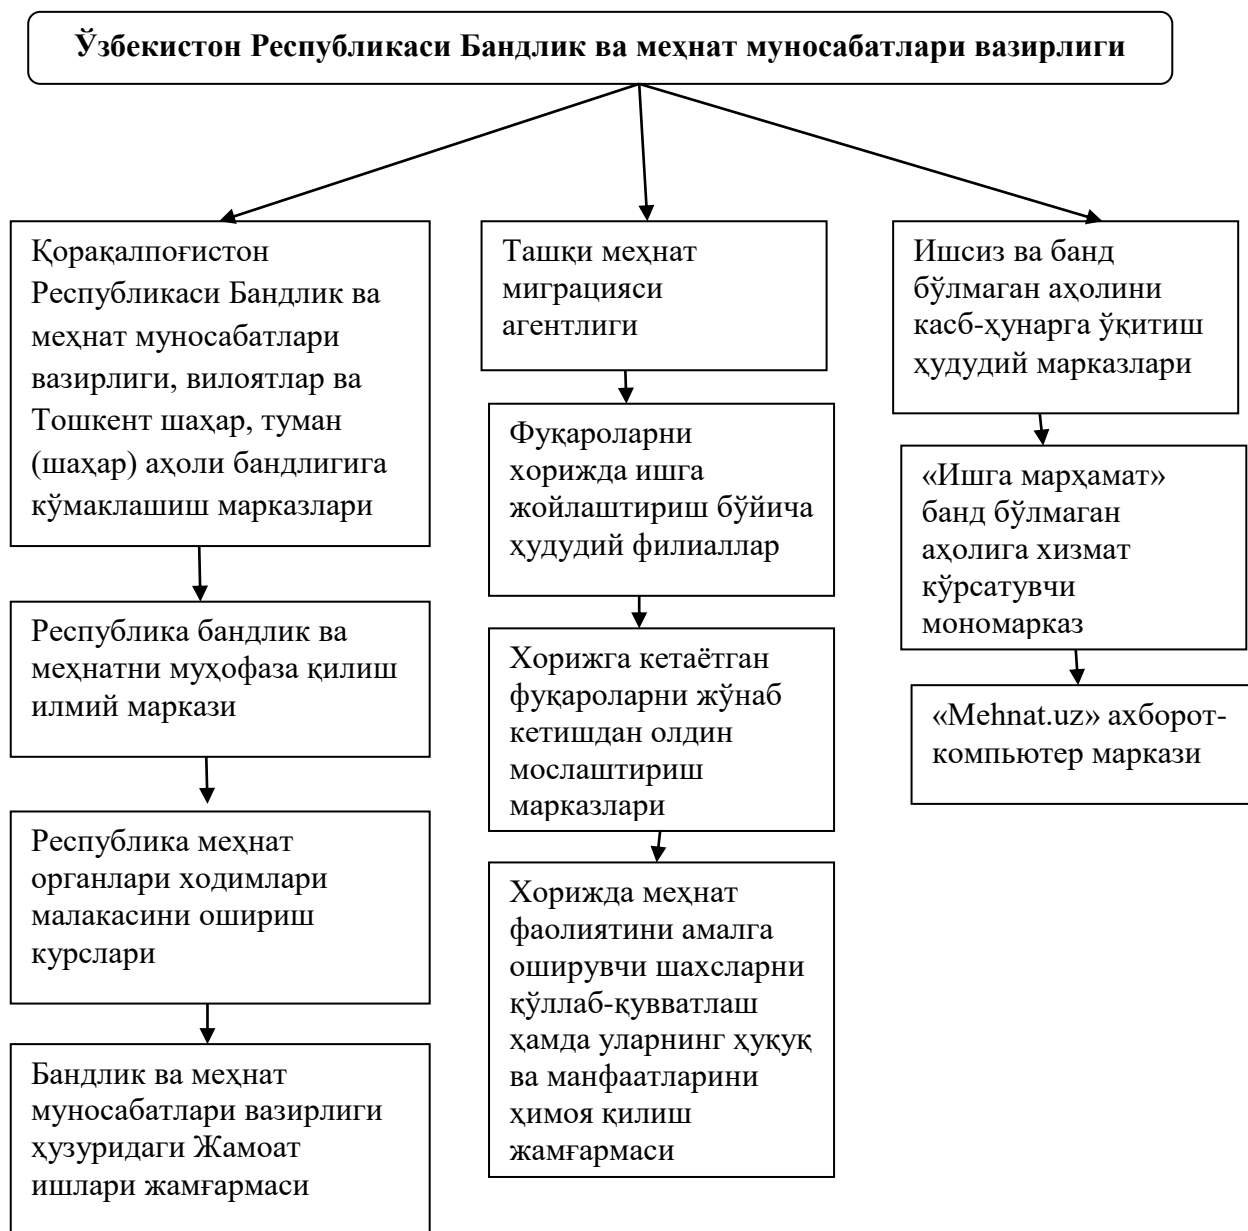 Ўзбекистон Республикаси Бандлик ва меҳнат муносабатлари вазирлиги
Қорақалпоғистон
Республикаси Бандлик ва
меҳнат муносабатлари
вазирлиги, вилоятлар ва
Тошкент шаҳар, туман
(шаҳар) аҳоли бандлигига
кўмаклашиш марказлари
Республика бандлик ва
меҳнатни муҳофаза қилиш
илмий маркази
Республика меҳнат
органлари ходимлари
малакасини ошириш
курслари
Бандлик ва меҳнат
муносабатлари вазирлиги
ҳузуридаги Жамоат
ишлари жамғармаси
Ташқи меҳнат
миграцияси
агентлиги
Фуқароларни
хорижда ишга
жойлаштириш бўйича
ҳудудий филиаллар
Хорижга кетаётган
фуқароларни жўнаб
кетишдан олдин
мослаштириш
марказлари
Хорижда меҳнат
фаолиятини амалга
оширувчи шахсларни
қўллаб-қувватлаш
ҳамда уларнинг ҳуқуқ
ва манфаатларини
ҳимоя қилиш
жамғармаси
Ишсиз ва банд
бўлмаган аҳолини
касб-ҳунарга ўқитиш
ҳудудий марказлари
«Ишга марҳамат»
банд бўлмаган
аҳолига хизмат
кўрсатувчи
мономарказ
«Mehnat.uz» ахборот-
компьютер маркази